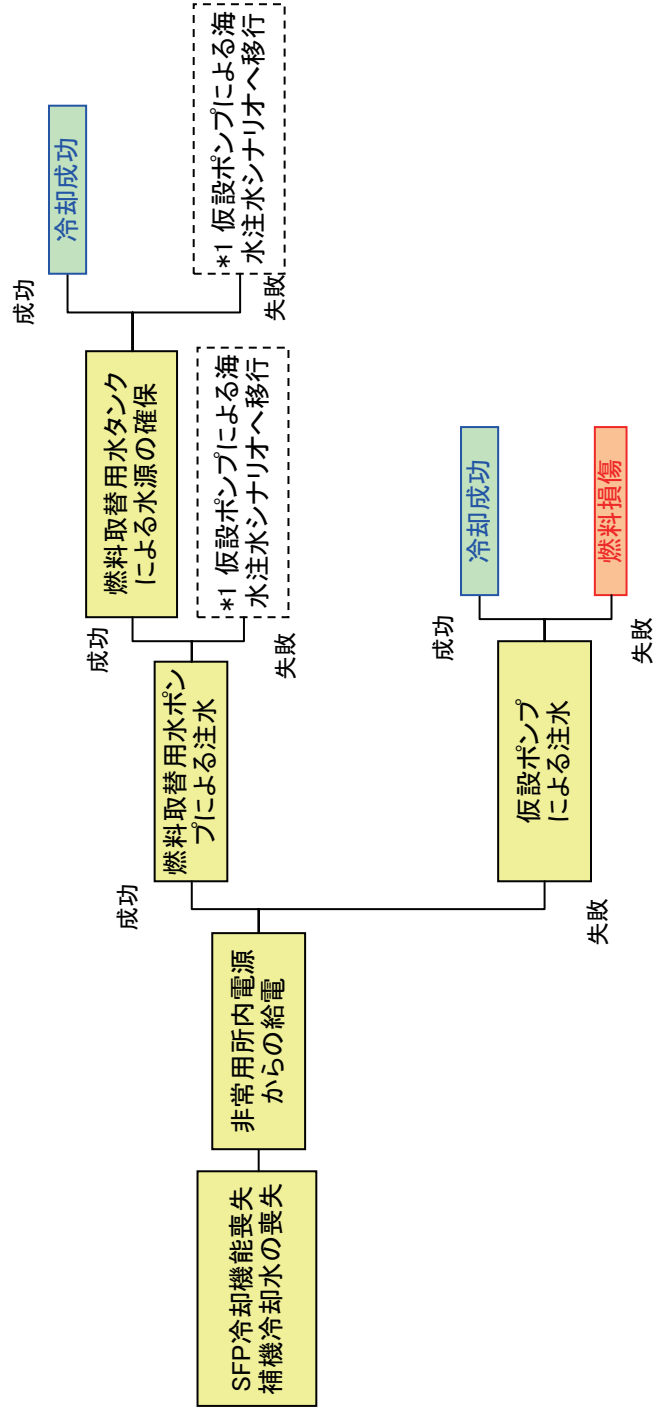 SFP冷却機能喪失
補機冷却水の喪失
非常用所内電源
からの給電
成功
燃料取替用水ポン
プによる注水
成功
燃料取替用水タンク
による水源の確保
成功
冷却成功
失敗
*1 仮設ポンプによる海
水注水シナリオへ移行
失敗
*1 仮設ポンプによる海
水注水シナリオへ移行
失敗
仮設ポンプ
による注水
成功
冷却成功
失敗
燃料損傷